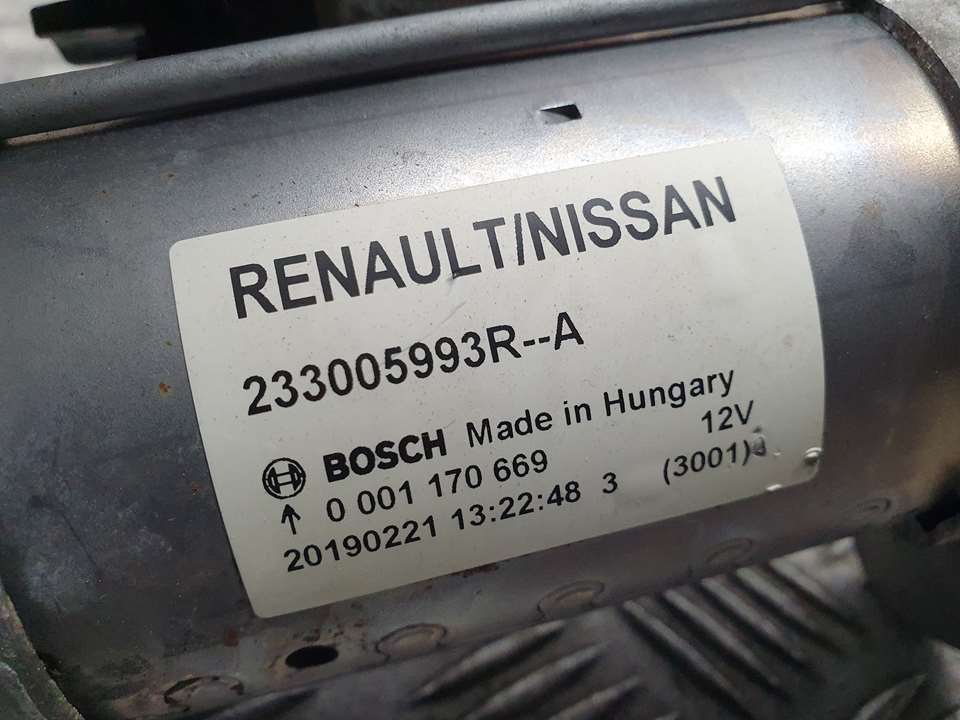 RENAULT/NISSAN
233005993R--A
BOSCH Made in Hungary
0 001 170 669 12V
20190221 13:22:48 3 (3001)